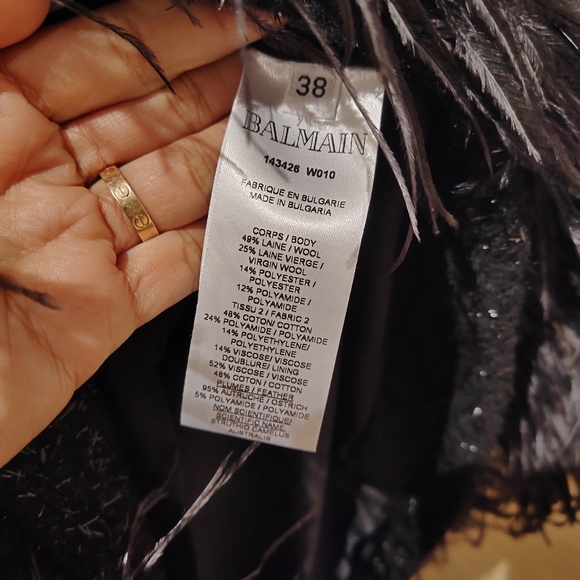 38
BALMAIN
143426 W010
FABRIQUE EN BULGARIE
MADE IN BULGARIA
CORPS / BODY
49% LAINE / WOOL
25% LAINE VIERGE /
VIRGIN WOOL
14% POLYESTER /
POLYESTER
12% POLYAMIDE /
POLYAMIDE
TISSU 2 / FABRIC 2
48% COTON/ COTTON
24% POLYAMIDE / POLYAMIDE
14% POLYETHYLENE/
POLYETHYLENE
14% VISCOSE/ VISCOSE
DOUBLURE/ LINING
52% VISCOSE / VISCOSE
48% COTON / COTTON
PLUMES / FEATHER
95% AUTRUCHE / OSTRICH
5% POLYAMIDE / POLYAMIDE
NOM SCIENTIFIQUE/
SCIENTIFIC NAME
STRUTHIO CAMELUS
AUSTRALIS